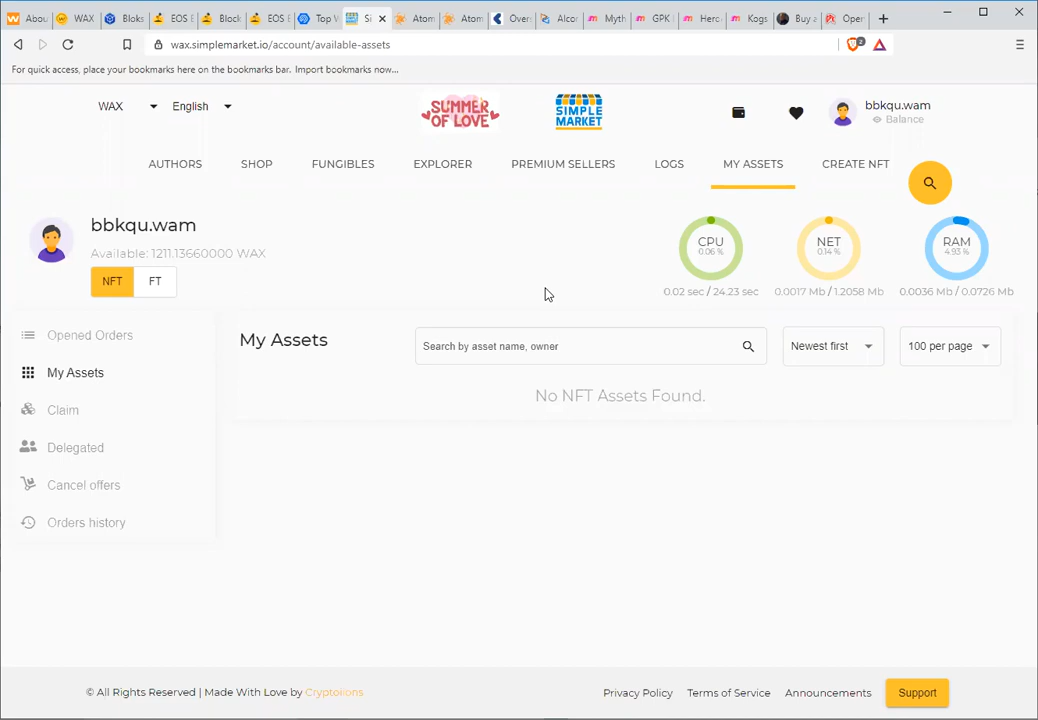 Abou
WAX
Bloks
EOS E
Block
EOS E
Top V
Si
Atom
Atom
Over
Alcor
Myth
GPK
Herc
Kogs
Buy a
Oper
wax.simplemarket.io/account/available-assets
2
For quick access, place your bookmarks here on the bookmarks bar. Import bookmarks now...
WAX
English
SUMMER OF LOVE
SIMPLE MARKET
bbkqu.wam
Balance
AUTHORS
SHOP
FUNGIBLES
EXPLORER
PREMIUM SELLERS
LOGS
MY ASSETS
CREATE NFT
bbkqu.wam
Available: 1211.13660000 WAX
NFT
FT
CPU
0.06 %
0.02 sec / 24.23 sec
NET
0.14 %
0.0017 Mb / 1.2058 Mb
RAM
4.93 %
0.0036 Mb / 0.0726 Mb
Opened Orders
My Assets
Claim
Delegated
Cancel offers
Orders history
My Assets
Search by asset name, owner
Newest first
100 per page
No NFT Assets Found.
© All Rights Reserved | Made With Love by Cryptolions
Privacy Policy
Terms of Service
Announcements
Support